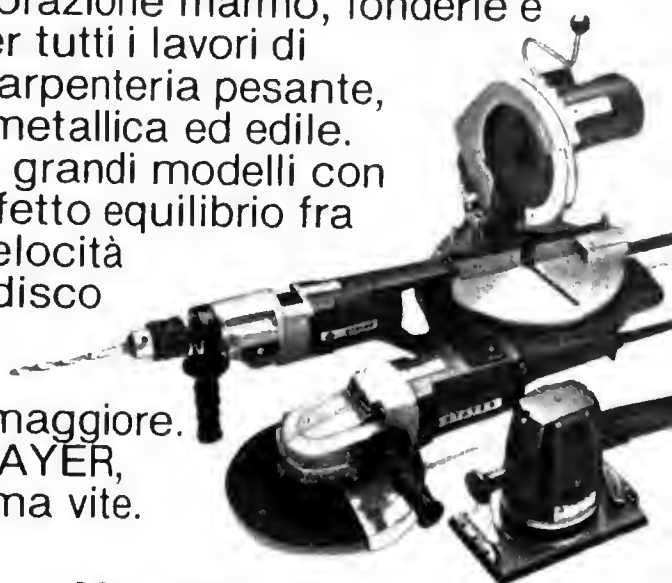 orazione marmo, fonderie e
er tutti i lavori di
arpenteria pesante,
metallica ed edile.
grandi modelli con
fetto equilibrio fra
elocità
disco
maggiore.
AYER,
ma vite.